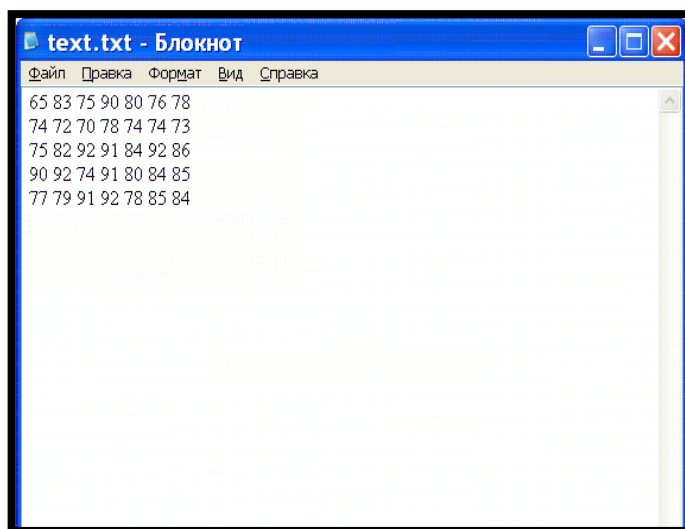 text.txt - Блокнот
Файл Правка Формат Вид Справка
65 83 75 90 80 76 78
74 72 70 78 74 74 73
75 82 92 91 84 92 86
90 92 74 91 80 84 85
77 79 91 92 78 85 84